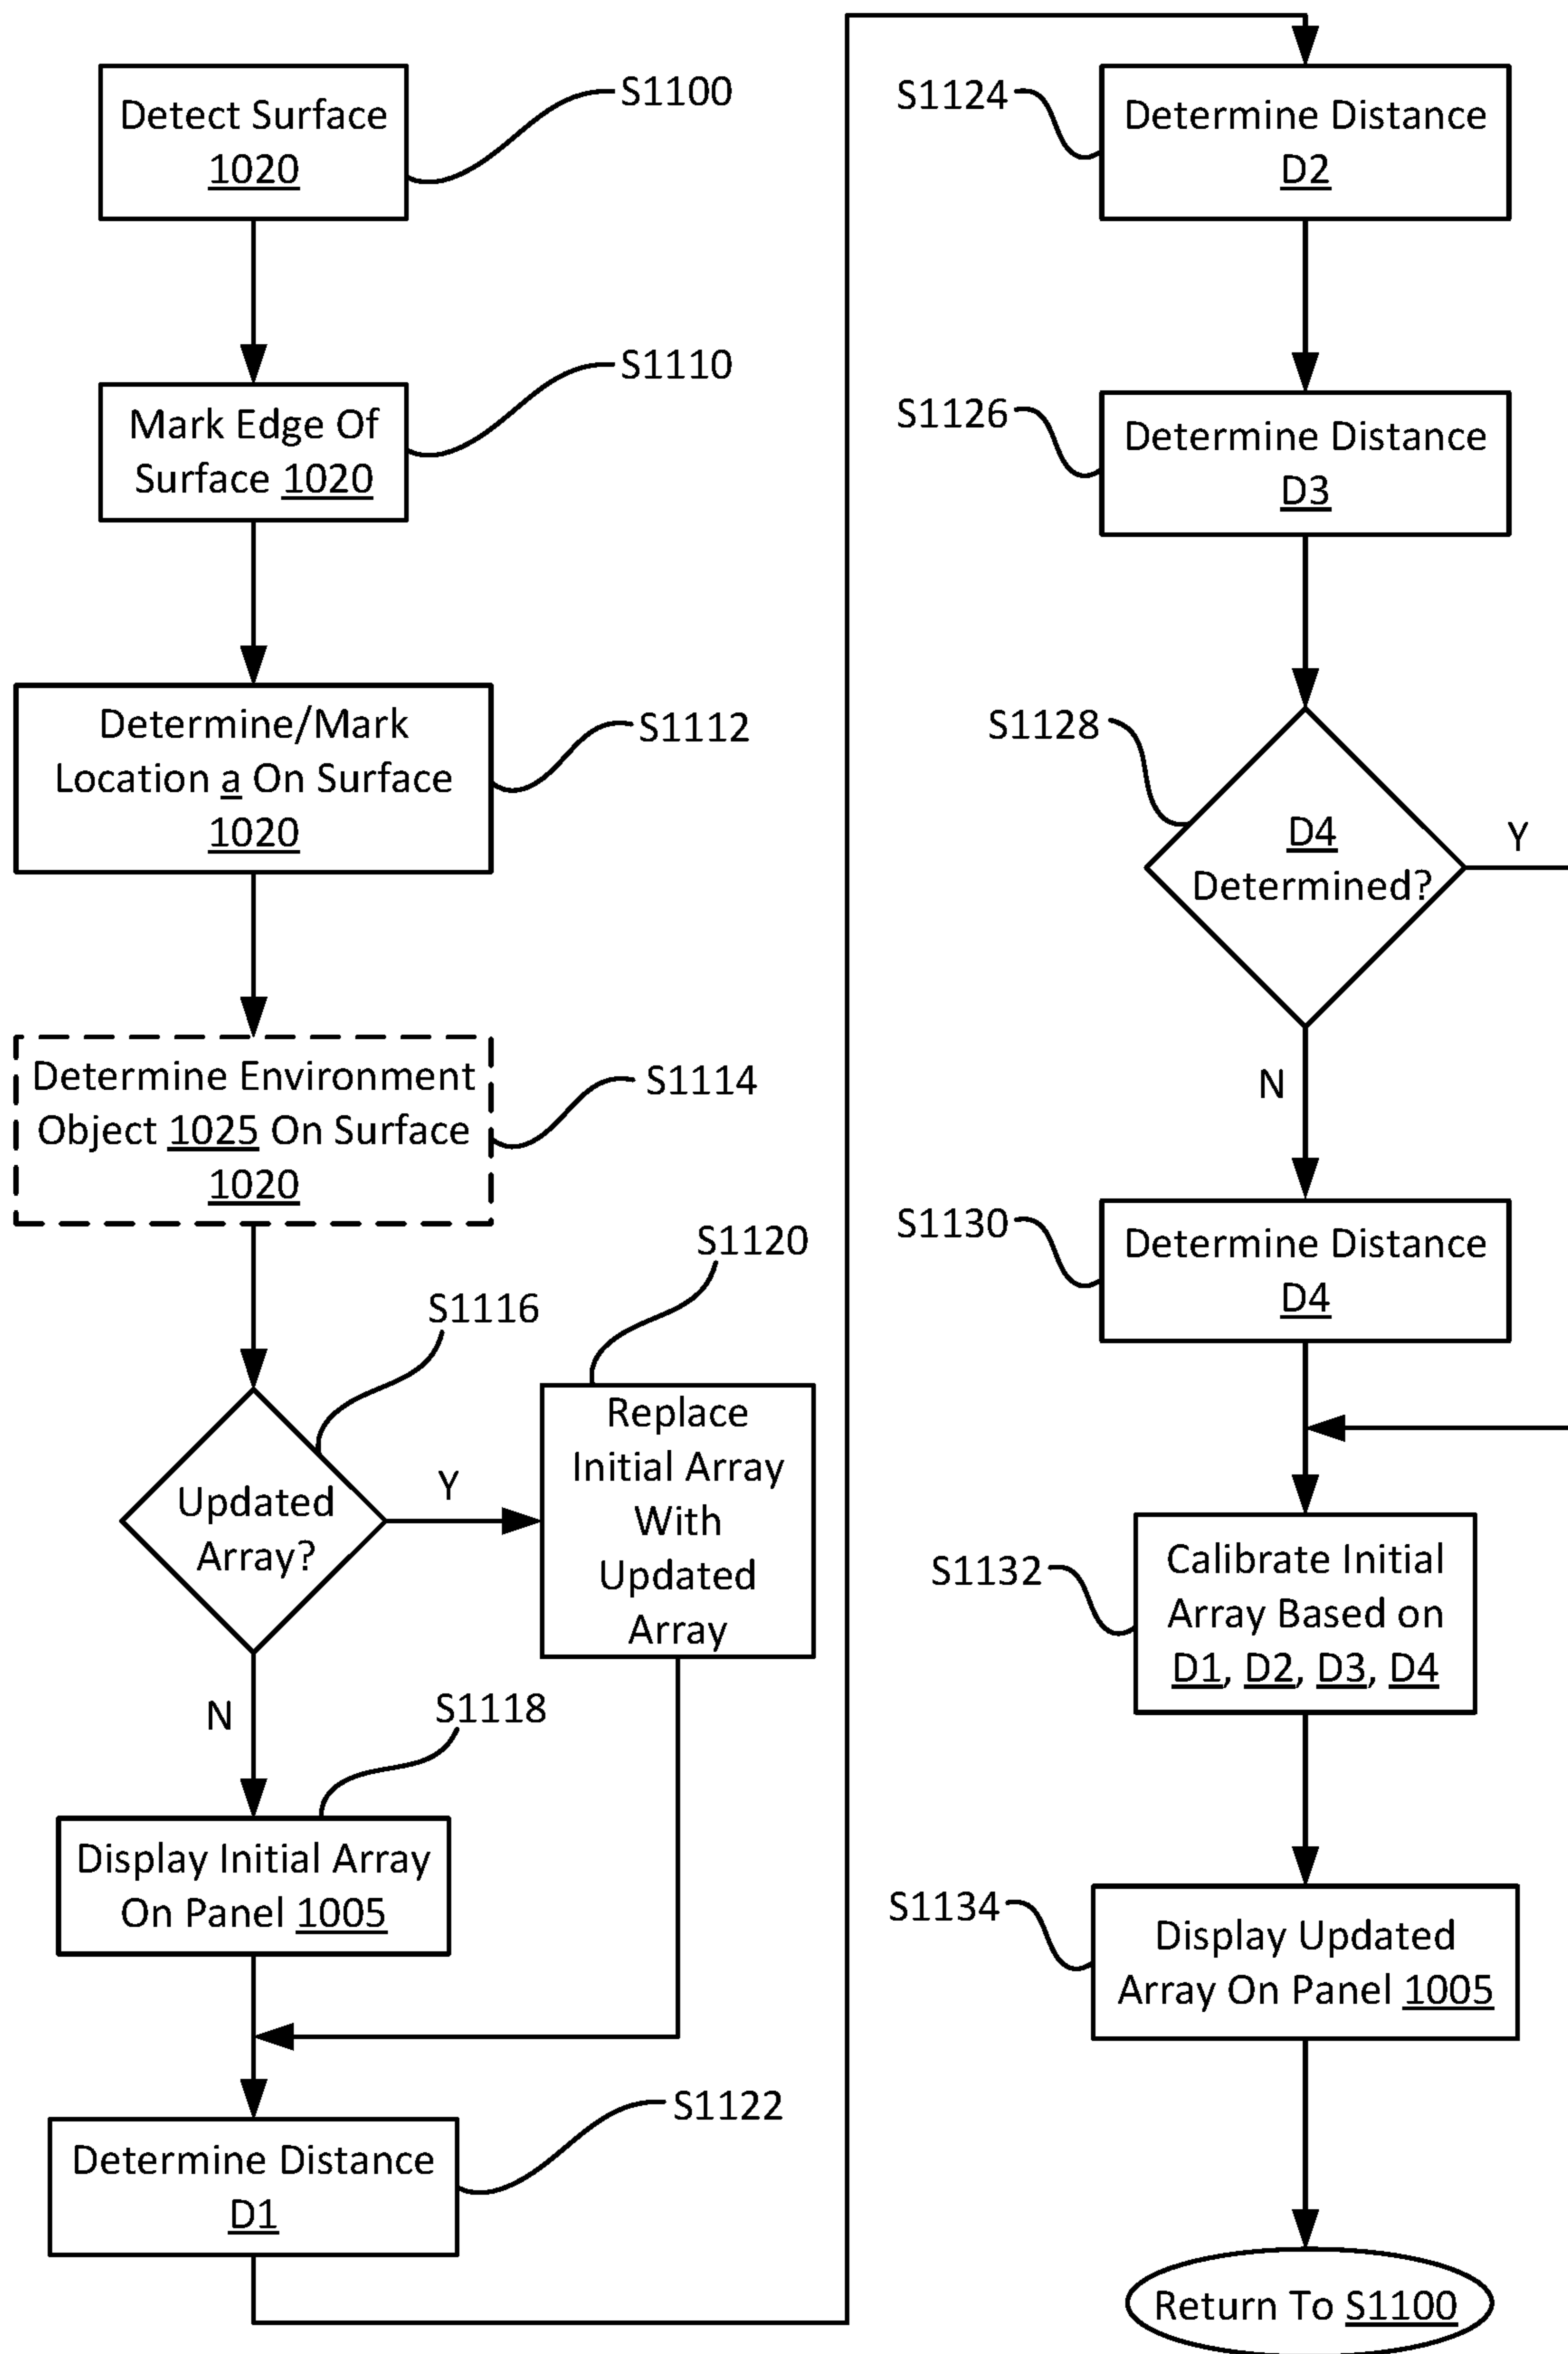 Detect Surface
1020
S1100
Mark Edge Of
Surface 1020
S1110
Determine/Mark
Location a On Surface
1020
S1112
Determine Environment
Object 1025 On Surface
1020
S1114
Updated
Array?
S1116
Y
N
Replace
Initial Array
With
Updated
Array
S1120
Display Initial Array
On Panel 1005
S1118
Determine Distance
D1
S1122
S1124
Determine Distance
D2
S1126
Determine Distance
D3
S1128
D4
Determined?
Y
N
S1130
Determine Distance
D4
S1132
Calibrate Initial
Array Based on
D1, D2, D3, D4
S1134
Display Updated
Array On Panel 1005
Return To S1100